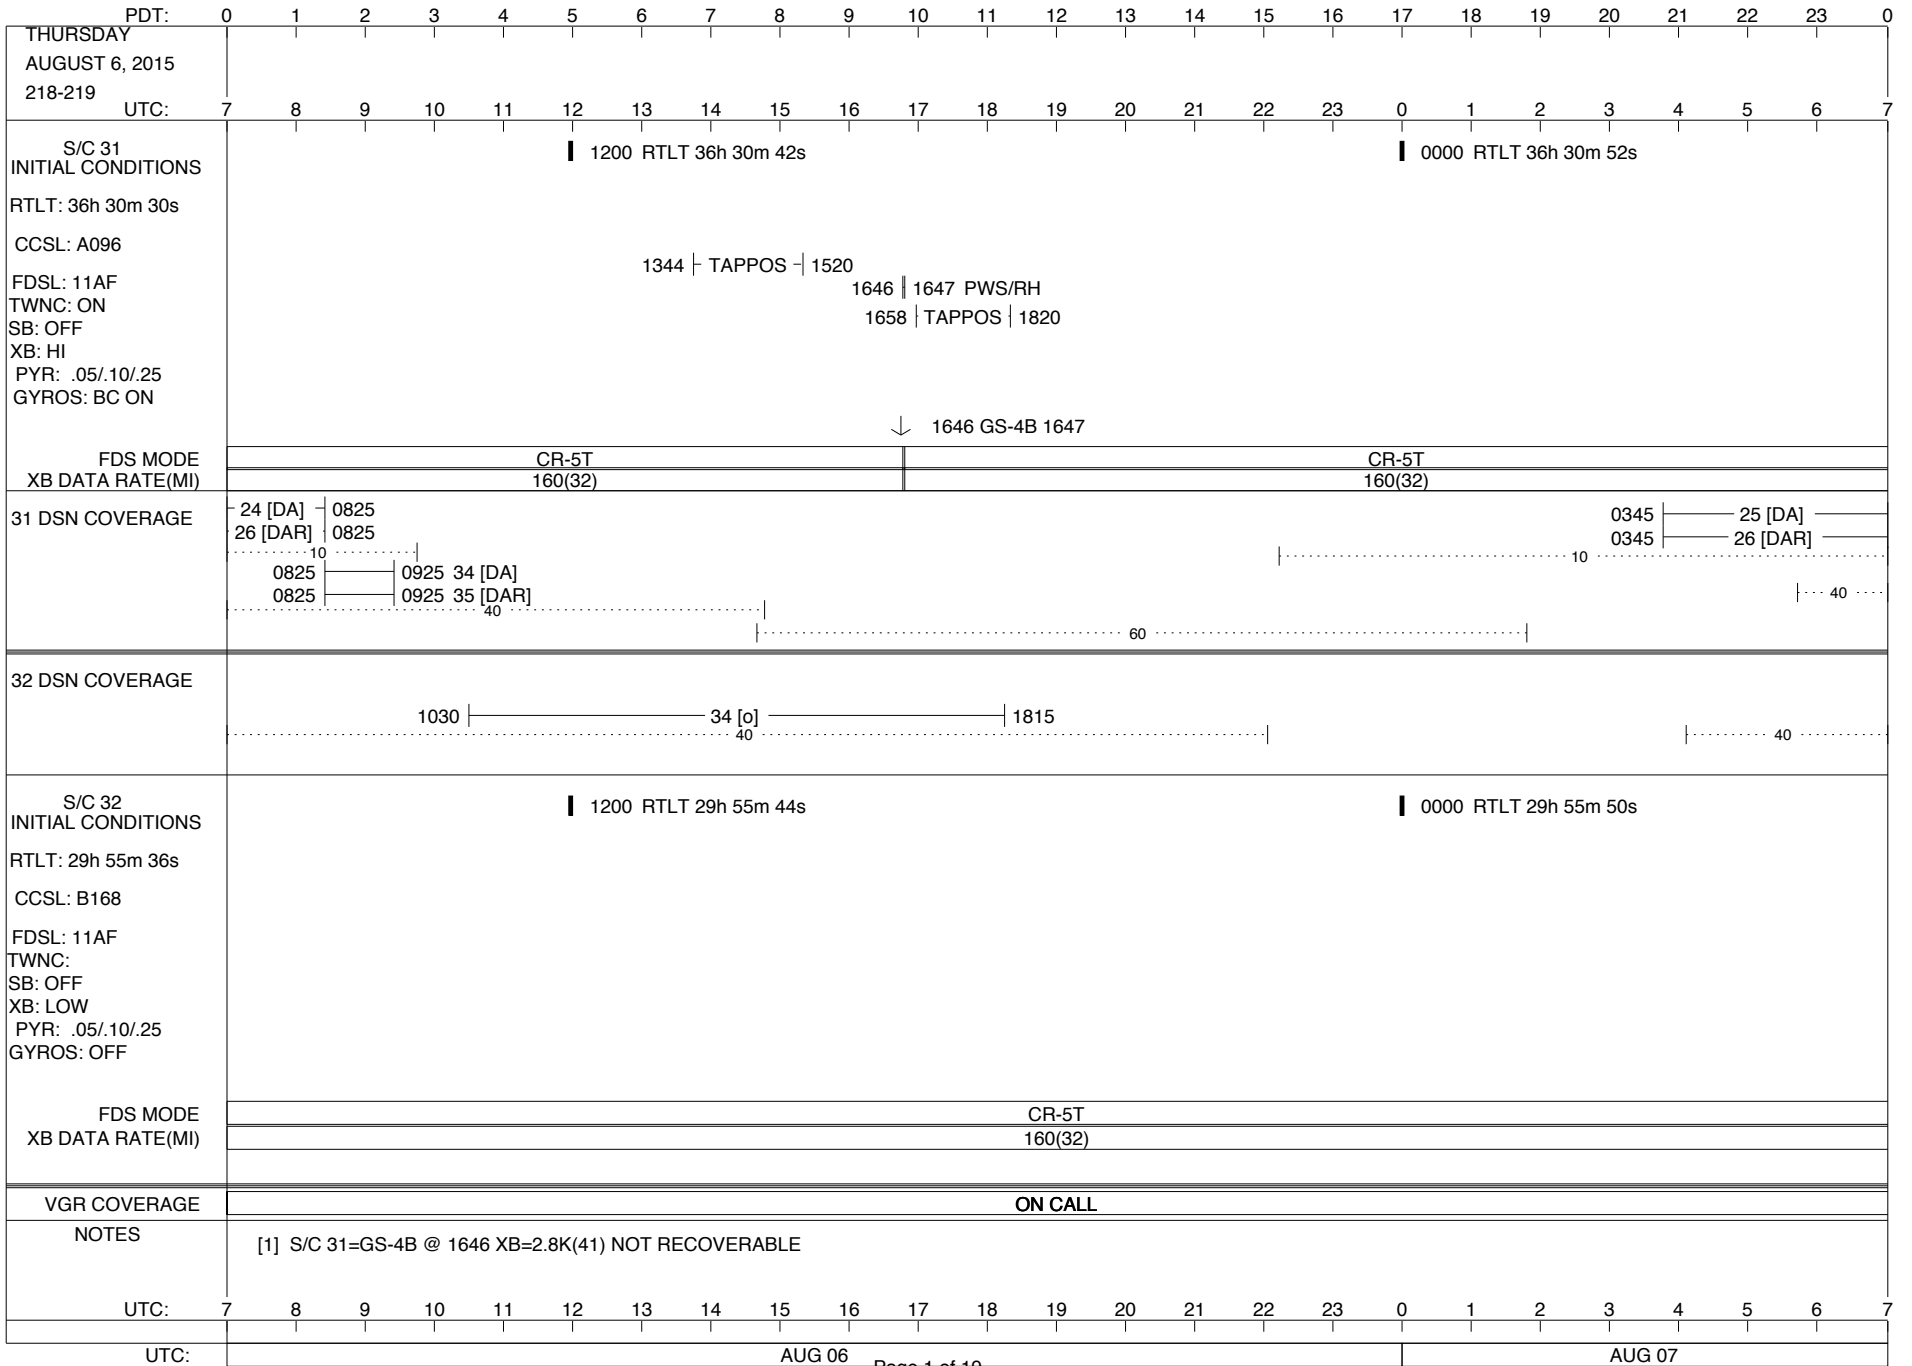 PDT: 0 1 2 3 4 5 6 7 8 9 10 11 12 13 14 15 16 17 18 19 20 21 22 23 0
THURSDAY
AUGUST 6, 2015
218-219
UTC: 7 8 9 10 11 12 13 14 15 16 17 18 19 20 21 22 23 0 1 2 3 4 5 6 7
S/C 31
INITIAL CONDITIONS
1200 RTLT 36h 30m 42s
0000 RTLT 36h 30m 52s
RTLT: 36h 30m 30s
CCSL: A096
1344 TAPPOS 1520
FDSL: 11AF
1646 1647 PWS/RH
TWNC: ON
1658 TAPPOS 1820
SB: OFF
XB: HI
PYR: .05/.10/.25
GYROS: BC ON
1646 GS-4B 1647
FDS MODE CR-5T CR-5T
XB DATA RATE(MI) 160(32) 160(32)
31 DSN COVERAGE
24 [DA] 0825
0345 25 [DA]
26 [DAR] 0825
0345 26 [DAR]
10
10
0825 0925 34 [DA]
0825 0925 35 [DAR]
40
40
60
32 DSN COVERAGE
1030 34 [o] 1815
40
40
S/C 32
INITIAL CONDITIONS
1200 RTLT 29h 55m 44s
0000 RTLT 29h 55m 50s
RTLT: 29h 55m 36s
CCSL: B168
FDSL: 11AF
TWNC:
SB: OFF
XB: LOW
PYR: .05/.10/.25
GYROS: OFF
FDS MODE CR-5T
XB DATA RATE(MI) 160(32)
VGR COVERAGE ON CALL
NOTES
[1] S/C 31=GS-4B @ 1646 XB=2.8K(41) NOT RECOVERABLE
UTC: 7 8 9 10 11 12 13 14 15 16 17 18 19 20 21 22 23 0 1 2 3 4 5 6 7
UTC: AUG 06 AUG 07
Page 1 of 19